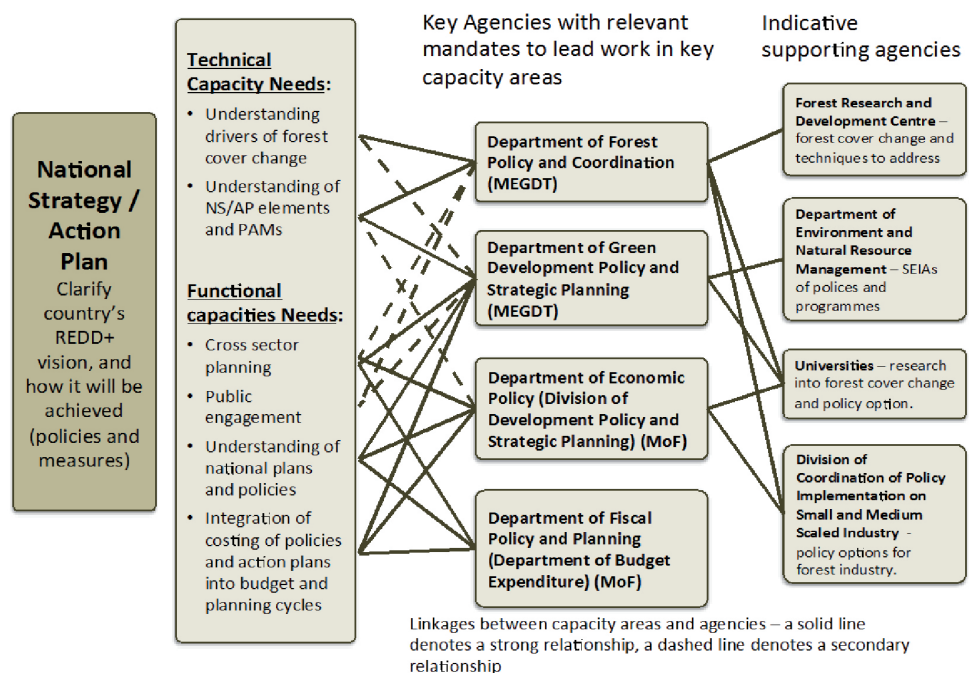 National
Strategy /
Action
Plan
Clarify
country's
REDD+
vision, and
how it will be
achieved
(policies and
measures)
Technical
Capacity Needs:
• Understanding
drivers of forest
cover change
• Understanding of
NS/AP elements
and PAMs
Functional
capacities Needs:
• Cross sector
planning
• Public
engagement
• Understanding of
national plans
and policies
• Integration of
costing of policies
and action plans
into budget and
planning cycles
Key Agencies with relevant
mandates to lead work in key
capacity areas
Department of Forest
Policy and Coordination
(MEGDT)
Department of Green
Development Policy and
Strategic Planning
(MEGDT)
Department of Economic
Policy (Division of
Development Policy and
Strategic Planning) (MoF)
Department of Fiscal
Policy and Planning
(Department of Budget
Expenditure) (MoF)
Indicative
supporting agencies
Forest Research and
Development Centre –
forest cover change and
techniques to address
Department of
Environment and
Natural Resource
Management – SEIAs
of polices and
programmes
Universities – research
into forest cover change
and policy option.
Division of
Coordination of Policy
Implementation on
Small and Medium
Scaled Industry -
policy options for
forest industry.
Linkages between capacity areas and agencies – a solid line
denotes a strong relationship, a dashed line denotes a secondary
relationship